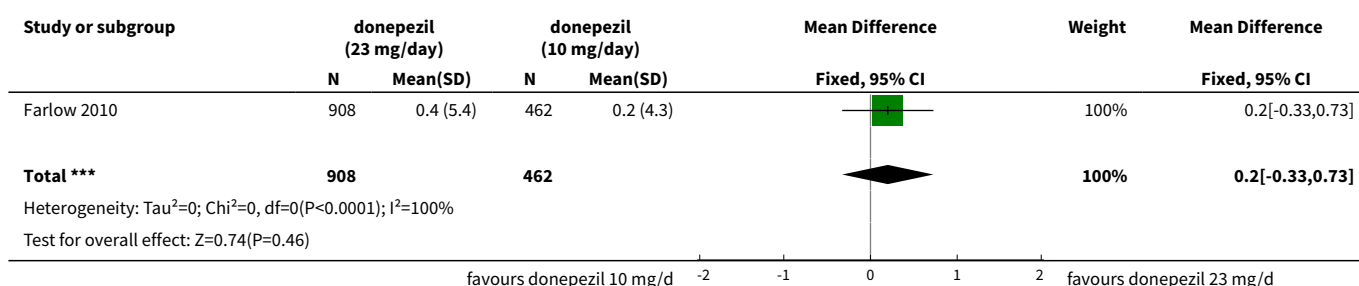 Study or subgroup donepezil (23 mg/day) donepezil (10 mg/day) Mean Difference Weight Mean Difference
N Mean(SD) N Mean(SD) Fixed, 95% CI Fixed, 95% CI
Farlow 2010 908 0.4 (5.4) 462 0.2 (4.3) 100% 0.2[-0.33,0.73]
Total *** 908 462 100% 0.2[-0.33,0.73]
Heterogeneity: Tau²=0; Chi²=0, df=0(P<0.0001); I²=100%
Test for overall effect: Z=0.74(P=0.46)
favours donepezil 10 mg/d -2 -1 0 1 2 favours donepezil 23 mg/d